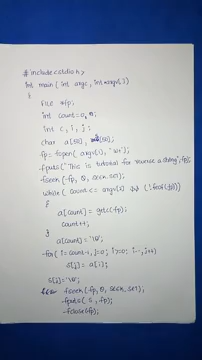 #include<stdio.h>
int main( int argc, int *argv[])
{
File *fp;
int count=0,
int c, i, j;
char a[50], s[50];
fp= fopen( argv[1], "w+");
fputs("This is tutorial for reverse a string", fp);
fseek( fp, 0, SEEK_SET);
while ( count<= argv[2] && (!feof(fp))
{
a[count] = getc(fp);
count++;
}
a[count]= '\0';
for( i=count-1, j=0; i>=0; i--, j++)
s[j] = a[i];
s[j]= '\0';
fseek(fp, 0, SEEK_SET);
fputs( s, fp);
fclose(fp);